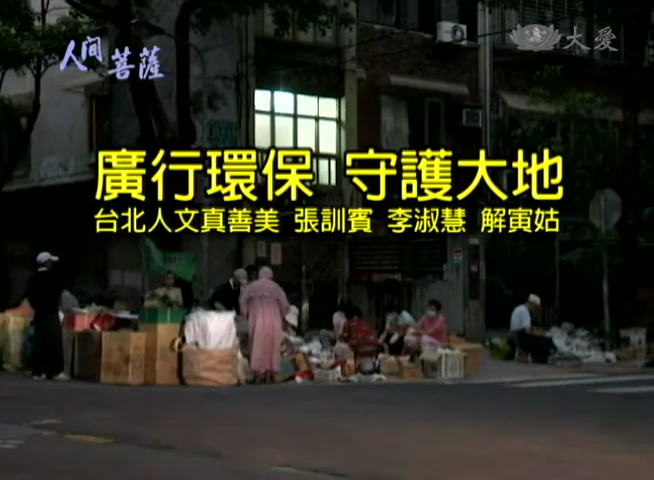 人间菩薩
大愛
廣行環保 守護大地
台北人文真善美 張訓賓 李淑慧 解寅姑